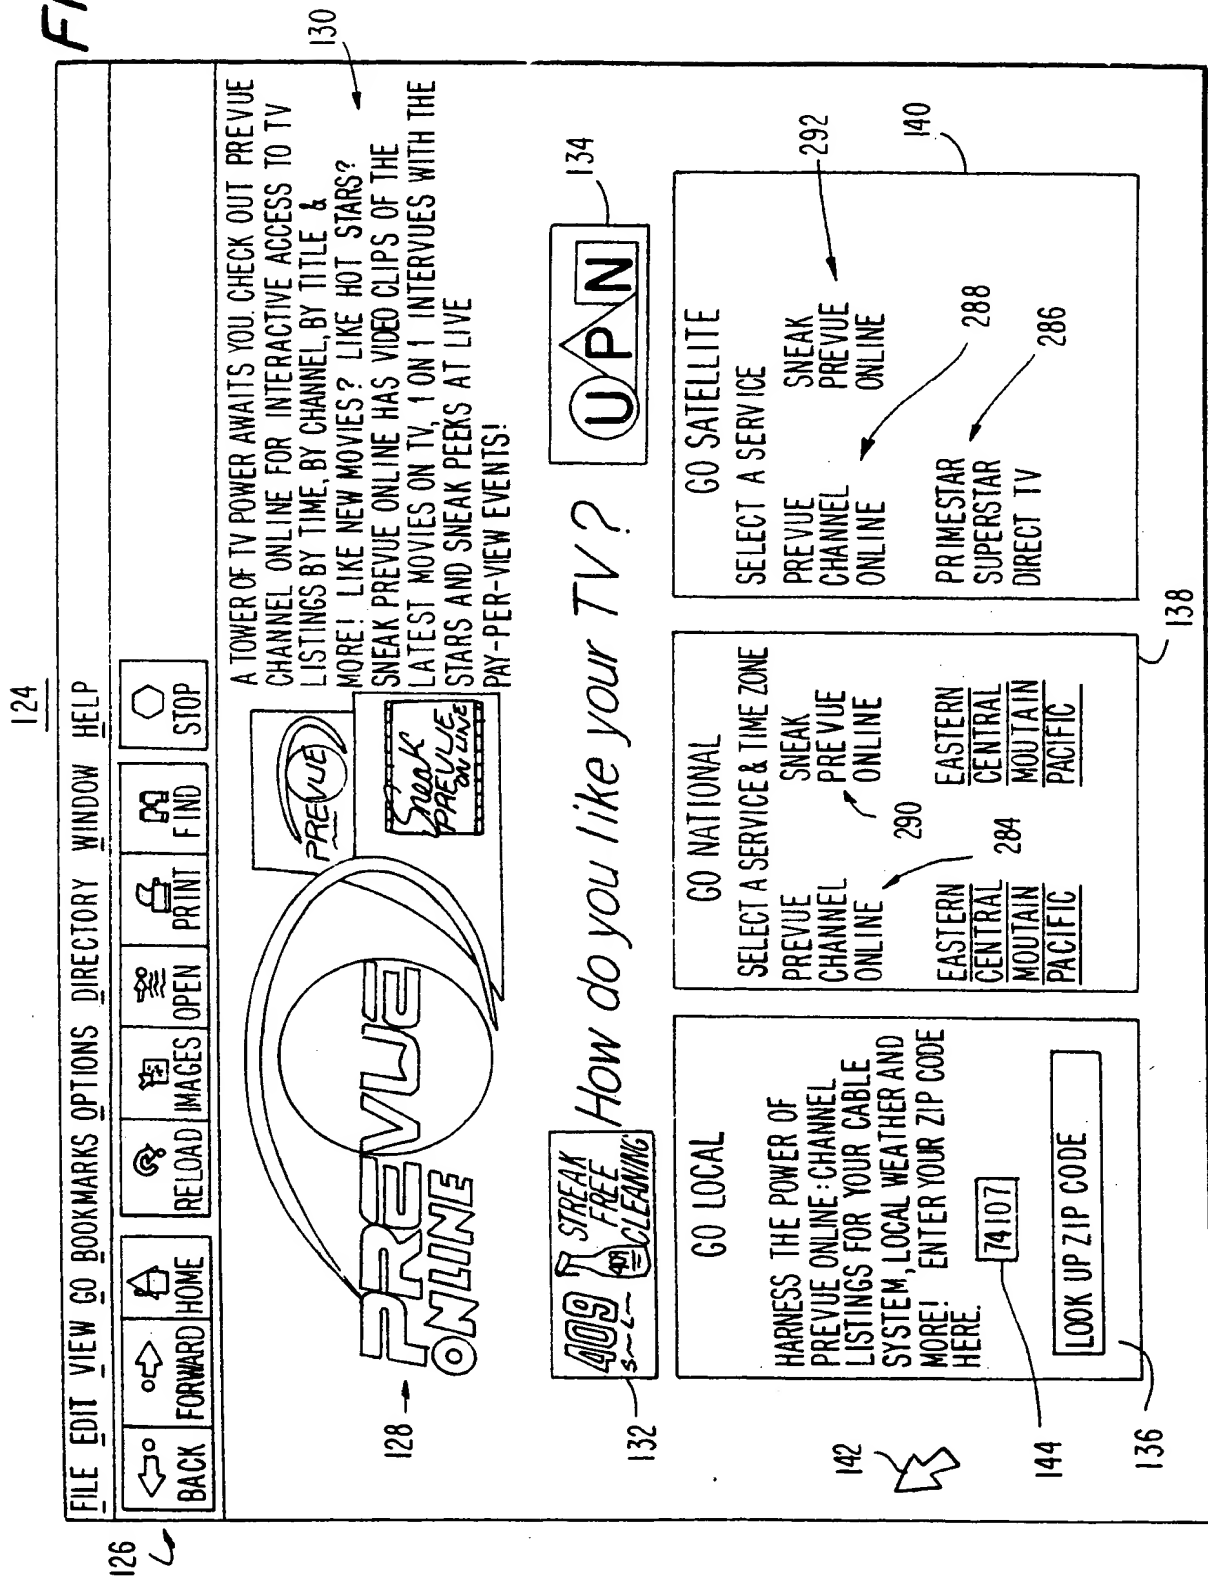 124
126
FILE EDIT VIEW GO BOOKMARKS OPTIONS DIRECTORY WINDOW HELP
BACK FORWARD HOME RELOAD IMAGES OPEN PRINT FIND STOP
128
PREVUE
ONLINE
PREVUE
Sneak
PREVUE
ON LINE
130
A TOWER OF TV POWER AWAITS YOU. CHECK OUT PREVUE
CHANNEL ONLINE FOR INTERACTIVE ACCESS TO TV
LISTINGS BY TIME, BY CHANNEL, BY TITLE &
MORE! LIKE NEW MOVIES? LIKE HOT STARS?
SNEAK PREVUE ONLINE HAS VIDEO CLIPS OF THE
LATEST MOVIES ON TV, 1 ON 1 INTERVUES WITH THE
STARS AND SNEAK PEEKS AT LIVE
PAY-PER-VIEW EVENTS!
132
409
409
STREAK
FREE
CLEANING
How do you like your TV?
UPN
134
GO LOCAL
HARNESS THE POWER OF
PREVUE ONLINE: CHANNEL
LISTINGS FOR YOUR CABLE
SYSTEM, LOCAL WEATHER AND
MORE! ENTER YOUR ZIP CODE
HERE.
74107
LOOK UP ZIP CODE
142
144
136
GO NATIONAL
SELECT A SERVICE & TIME ZONE
PREVUE
CHANNEL
ONLINE
SNEAK
PREVUE
ONLINE
290
284
EASTERN
CENTRAL
MOUTAIN
PACIFIC
EASTERN
CENTRAL
MOUTAIN
PACIFIC
138
GO SATELLITE
SELECT A SERVICE
PREVUE
CHANNEL
ONLINE
SNEAK
PREVUE
ONLINE
PRIMESTAR
SUPERSTAR
DIRECT TV
292
288
286
140